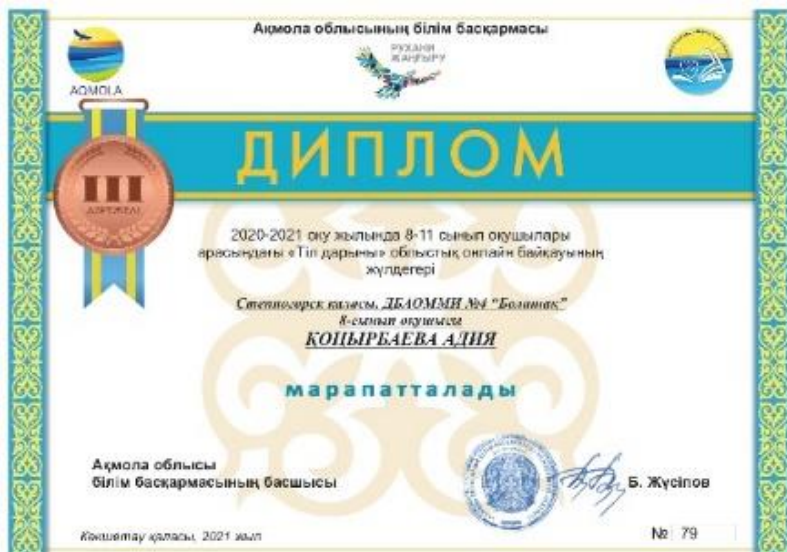 Ақмола облысының білім басқармасы
РУХАНИ
ЖАҢҒЫРУ
AQMOLA
ДИПЛОМ
III
ДӘРЕЖЕЛІ
2020-2021 оқу жылында 8-11 сынып оқушылары
арасындағы «Тіл дарыны» облыстық онлайн байқауының
жүлдегері
Степногорск қаласы, ДБАОММИ №4 "Болашақ"
8-сынып оқушысы
ҚОҢЫРБАЕВА АДИЯ
марапатталады
Ақмола облысы
білім басқармасының басшысы
Б. Жүсіпов
Көкшетау қаласы, 2021 жыл
№ 79